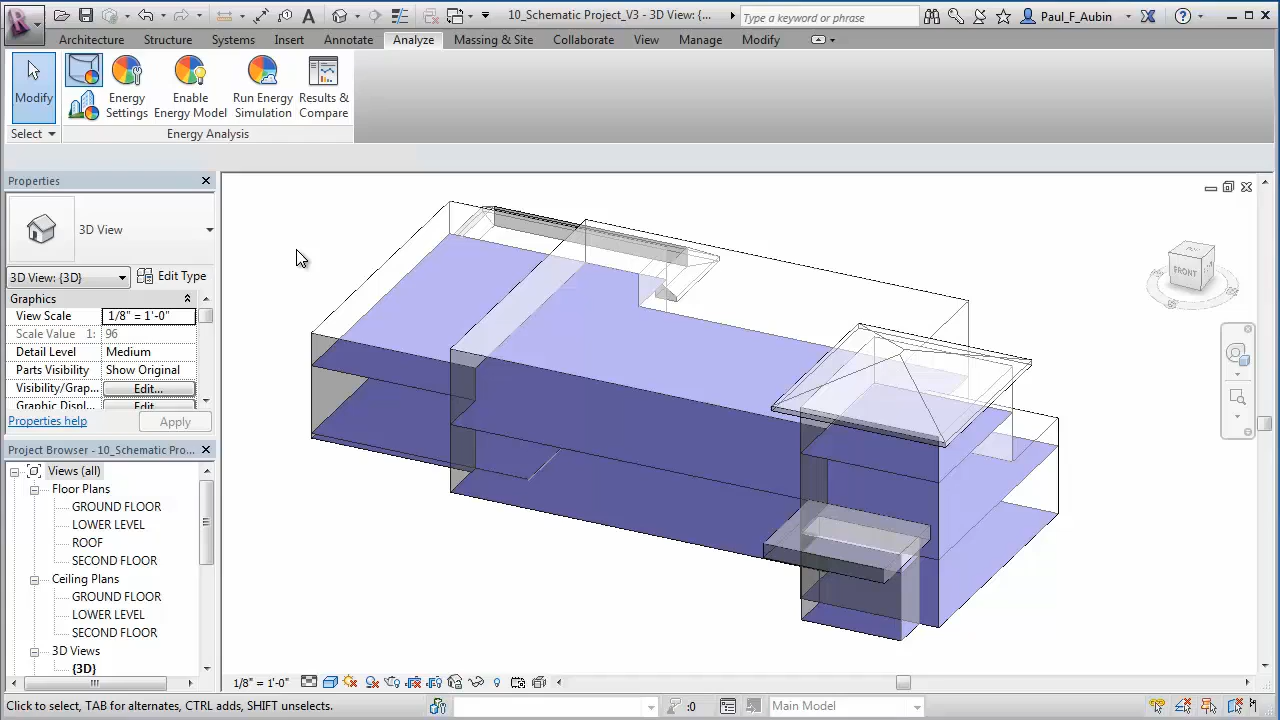 10_Schematic Project_V3 - 3D View: {...
Type a keyword or phrase
Paul_F_Aubin
Architecture Structure Systems Insert Annotate Analyze Massing & Site Collaborate View Manage Modify
Modify
Energy Settings
Enable Energy Model
Run Energy Simulation
Results & Compare
Select
Energy Analysis
Properties
3D View
3D View: {3D}
Edit Type
Graphics
View Scale 1/8" = 1'-0"
Scale Value 1: 96
Detail Level Medium
Parts Visibility Show Original
Visibility/Grap... Edit...
Graphic Displ... Edit...
Properties help
Apply
Project Browser - 10_Schematic Pro...
Views (all)
Floor Plans
GROUND FLOOR
LOWER LEVEL
ROOF
SECOND FLOOR
Ceiling Plans
GROUND FLOOR
LOWER LEVEL
SECOND FLOOR
3D Views
{3D}
FRONT
1/8" = 1'-0"
Click to select, TAB for alternates, CTRL adds, SHIFT unselects.
:0
Main Model